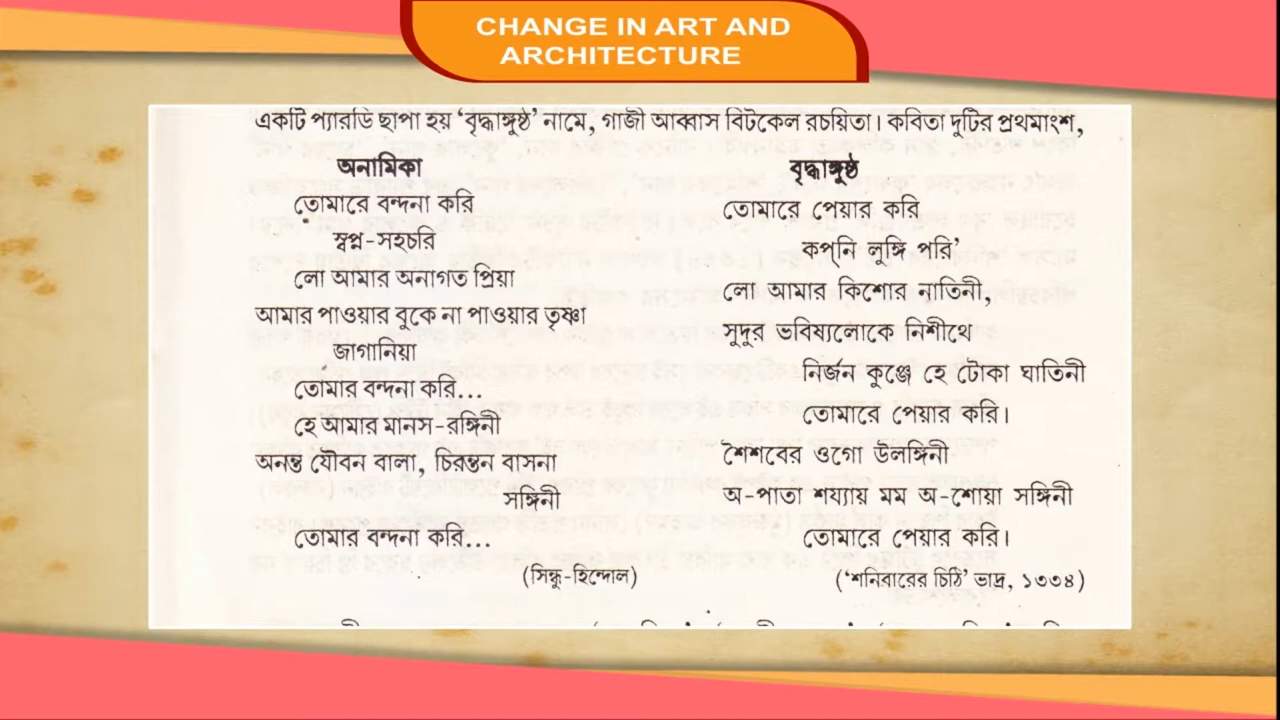 CHANGE IN ART AND
ARCHITECTURE
একটি প্যারডি ছাপা হয় ‘বৃদ্ধাঙ্গুষ্ঠ’ নামে, গাজী আব্বাস বিটকেল রচয়িতা। কবিতা দুটির প্রথমাংশ,
অনামিকা
তোমারে বন্দনা করি
স্বপ্ন-সহচরি
লো আমার অনাগত প্রিয়া
আমার পাওয়ার বুকে না পাওয়ার তৃষ্ণা
জাগানিয়া
তোমার বন্দনা করি...
হে আমার মানস-রঙ্গিনী
অনন্ত যৌবন বালা, চিরন্তন বাসনা
সঙ্গিনী
তোমার বন্দনা করি...
(সিন্ধু-হিন্দোল)
বৃদ্ধাঙ্গুষ্ঠ
তোমারে পেয়ার করি
কপ্‌নি লুঙ্গি পরি’
লো আমার কিশোর নাতিনী,
সুদুর ভবিষ্যলোকে নিশীথে
নির্জন কুঞ্জে হে টোকা ঘাতিনী
তোমারে পেয়ার করি।
শৈশবের ওগো উলঙ্গিনী
অ-পাতা শয্যায় মম অ-শোয়া সঙ্গিনী
তোমারে পেয়ার করি।
(‘শনিবারের চিঠি’ ভাদ্র, ১৩৩৪)